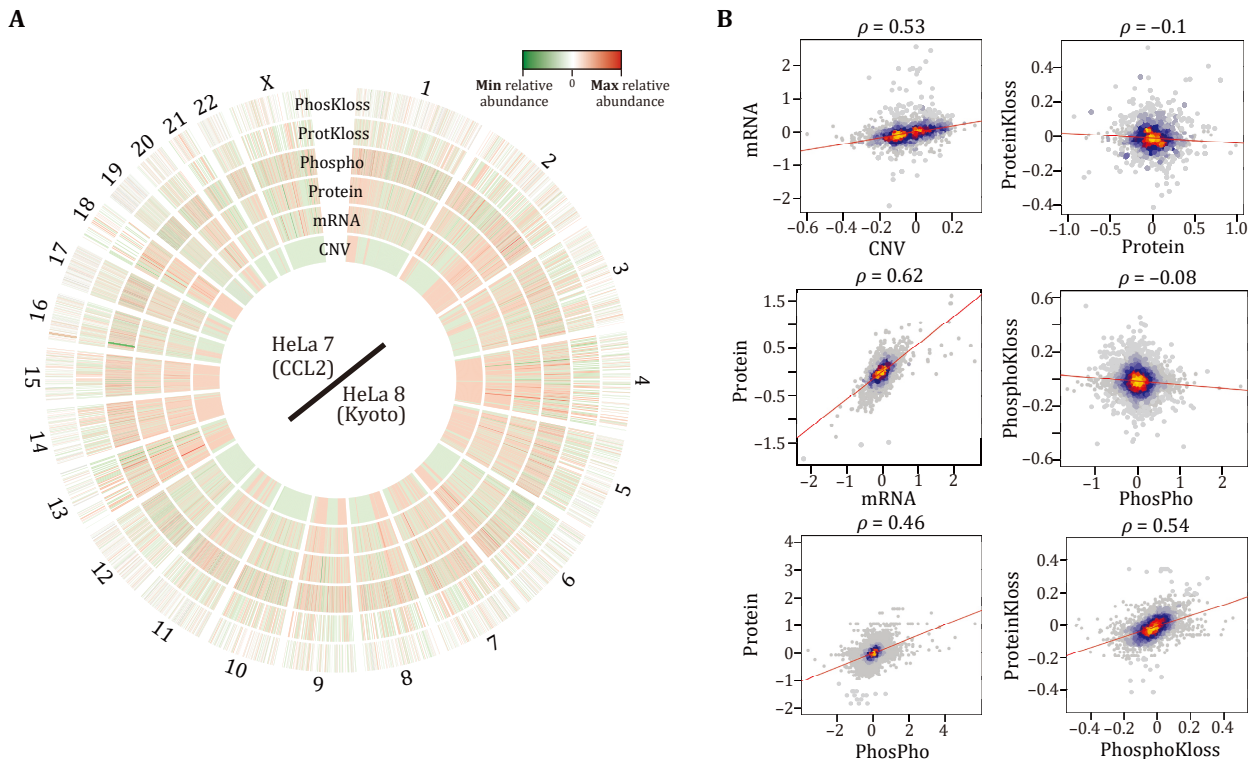 A
Min relative
abundance
0
Max relative
abundance
X
1
2
3
4
5
6
7
8
9
10
11
12
13
14
15
16
17
18
19
20
21
22
PhosKloss
ProtKloss
Phospho
Protein
mRNA
CNV
HeLa 7
(CCL2)
HeLa 8
(Kyoto)
B
ρ = 0.53
mRNA
2
1
0
−1
−2
−0.6
−0.4
−0.2
0
0.2
CNV
ρ = −0.1
ProteinKloss
0.4
0.2
0
−0.2
−0.4
−1.0
−0.5
0
0.5
1.0
Protein
ρ = 0.62
Protein
1.5
0.5
−0.5
−1.5
−2
−1
0
1
2
mRNA
ρ = −0.08
PhosphoKloss
0.6
0.2
−0.2
−0.6
−1
0
1
2
PhosPho
ρ = 0.46
Protein
4
3
2
1
0
−1
−2
−2
0
2
4
PhosPho
ρ = 0.54
ProteinKloss
0.4
0.2
0
−0.2
−0.4
−0.4
−0.2
0
0.2
0.4
PhosphoKloss